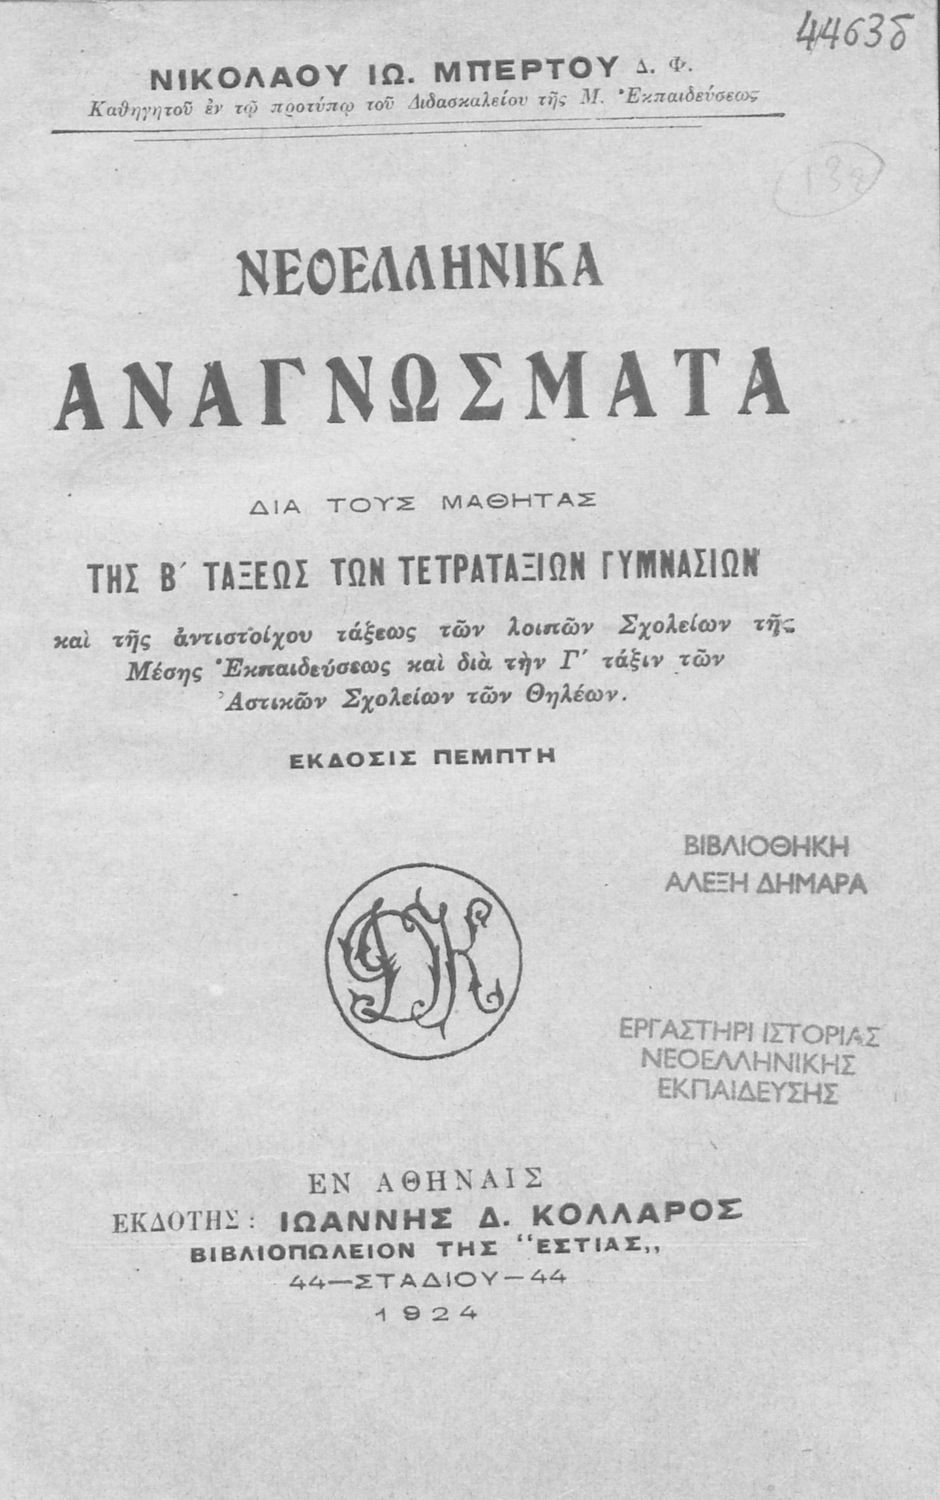 44635
ΝΙΚΟΛΑΟΥ ΙΩ. ΜΠΕΡΤΟΥ Δ. Φ.
Καθηγητοῦ ἐν τῷ προτύπῳ τοῦ Διδασκαλείου τῆς Μ. Ἐκπαιδεύσεως
ΝΕΟΕΛΛΗΝΙΚΑ
ΑΝΑΓΝΩΣΜΑΤΑ
ΔΙΑ ΤΟΥΣ ΜΑΘΗΤΑΣ
ΤΗΣ Β΄ ΤΑΞΕΩΣ ΤΩΝ ΤΕΤΡΑΤΑΞΙΩΝ ΓΥΜΝΑΣΙΩΝ
καὶ τῆς ἀντιστοίχου τάξεως τῶν λοιπῶν Σχολείων τῆς
Μέσης Ἐκπαιδεύσεως καὶ διὰ τὴν Γ΄ τάξιν τῶν
Ἀστικῶν Σχολείων τῶν Θηλέων.
ΕΚΔΟΣΙΣ ΠΕΜΠΤΗ
ΒΙΒΛΙΟΘΗΚΗ
ΑΛΕΞΗ ΔΗΜΑΡΑ
ΙΔΚ
ΕΡΓΑΣΤΗΡΙ ΙΣΤΟΡΙΑΣ
ΝΕΟΕΛΛΗΝΙΚΗΣ
ΕΚΠΑΙΔΕΥΣΗΣ
ΕΝ ΑΘΗΝΑΙΣ
ΕΚΔΟΤΗΣ: ΙΩΑΝΝΗΣ Δ. ΚΟΛΛΑΡΟΣ
ΒΙΒΛΙΟΠΩΛΕΙΟΝ ΤΗΣ "ΕΣΤΙΑΣ,,
44—ΣΤΑΔΙΟΥ—44
1924